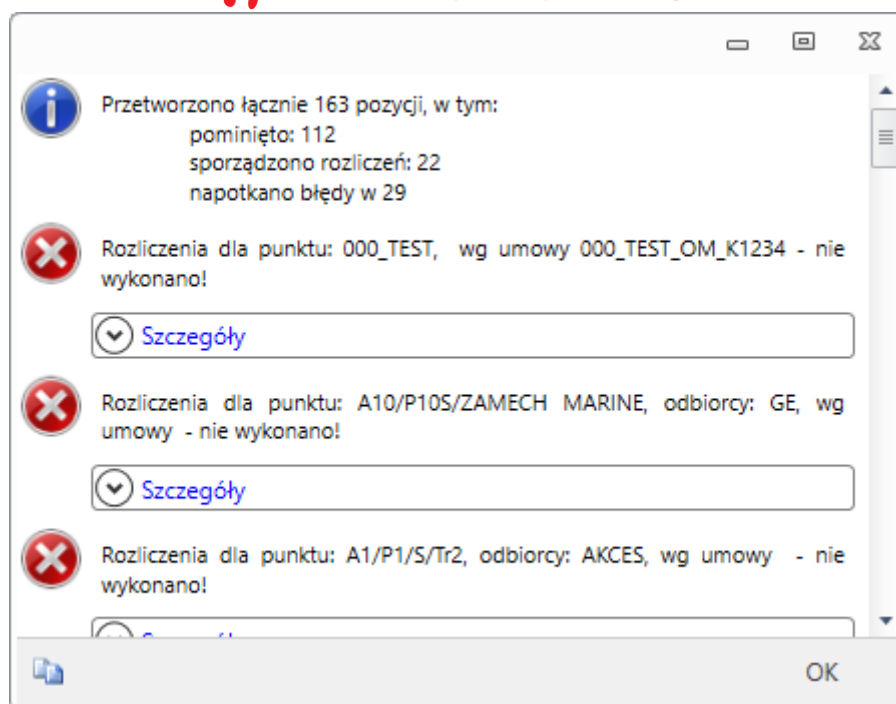 Przetworzono łącznie 163 pozycji, w tym:
pominięto: 112
sporządzono rozliczeń: 22
napotkano błędy w 29
Rozliczenia dla punktu: 000_TEST, wg umowy 000_TEST_OM_K1234 - nie
wykonano!
Szczegóły
Rozliczenia dla punktu: A10/P10S/ZAMECH MARINE, odbiorcy: GE, wg
umowy - nie wykonano!
Szczegóły
Rozliczenia dla punktu: A1/P1/S/Tr2, odbiorcy: AKCES, wg umowy - nie
wykonano!
OK